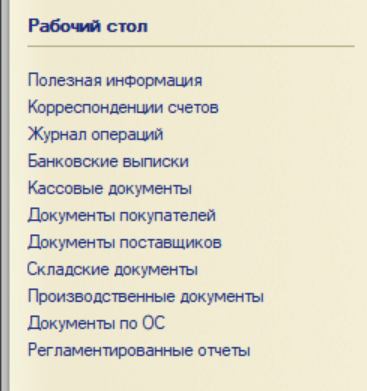 Рабочий стол
Полезная информация
Корреспонденции счетов
Журнал операций
Банковские выписки
Кассовые документы
Документы покупателей
Документы поставщиков
Складские документы
Производственные документы
Документы по ОС
Регламентированные отчеты